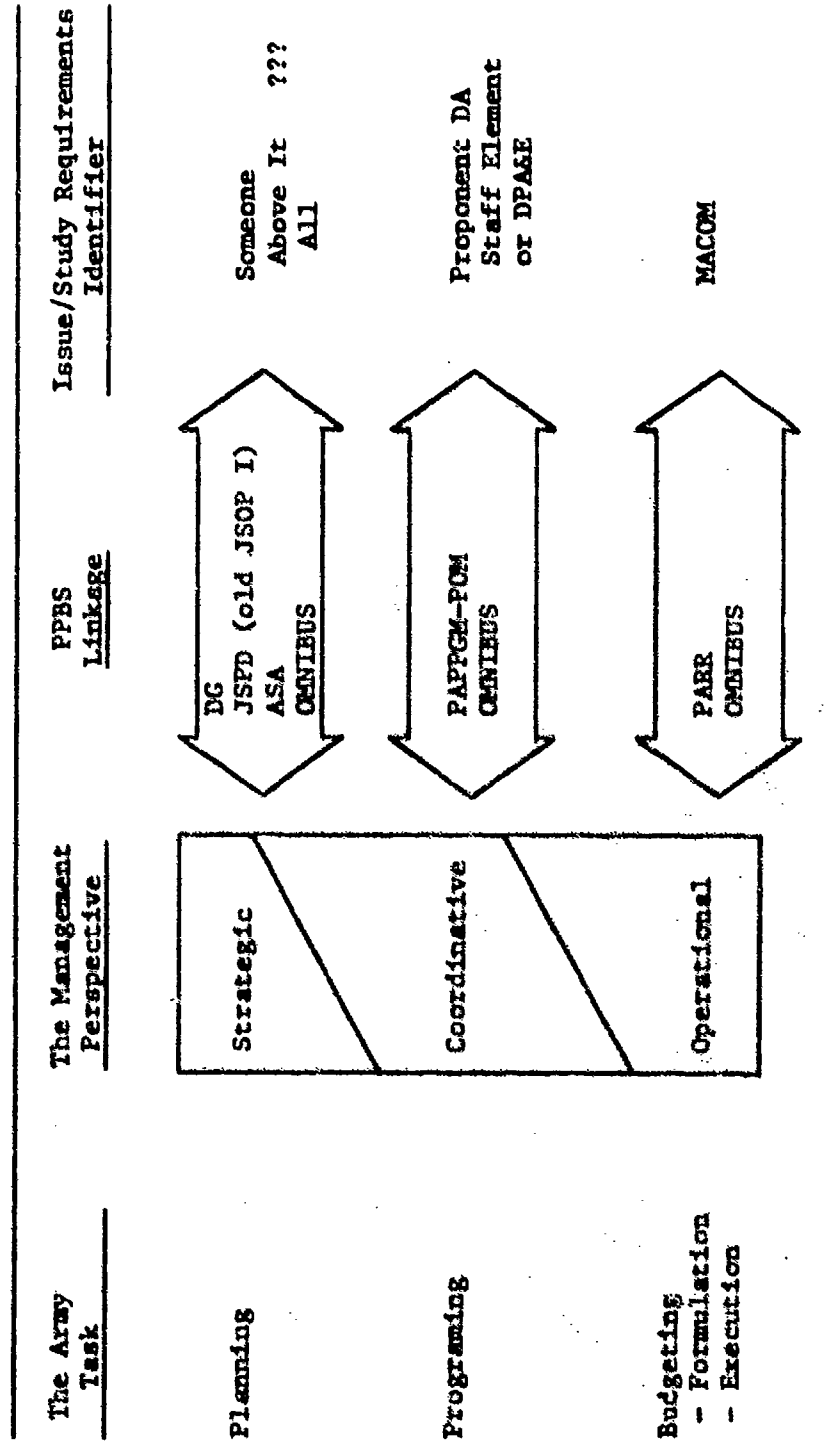 The Army
Task
The Management
Perspective
PPBS
Linkage
Issue/Study Requirements
Identifier
Planning
Strategic
DG
JSPD (old JSOP I)
ASA
OMNIBUS
Someone
Above It ???
All
Programing
Coordinative
PAPPGM-POM
OMNIBUS
Proponent DA
Staff Element
or DPA&E
Budgeting
- Formulation
- Execution
Operational
PARR
OMNIBUS
MACOM